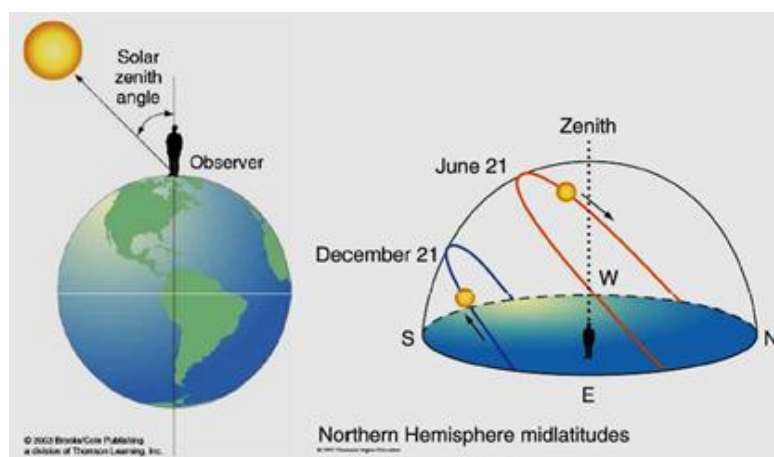 Solar
zenith
angle
Observer
© 2003 Brooks/Cole Publishing
a division of Thomson Learning, Inc.
Zenith
June 21
December 21
W
S
N
E
Northern Hemisphere midlatitudes